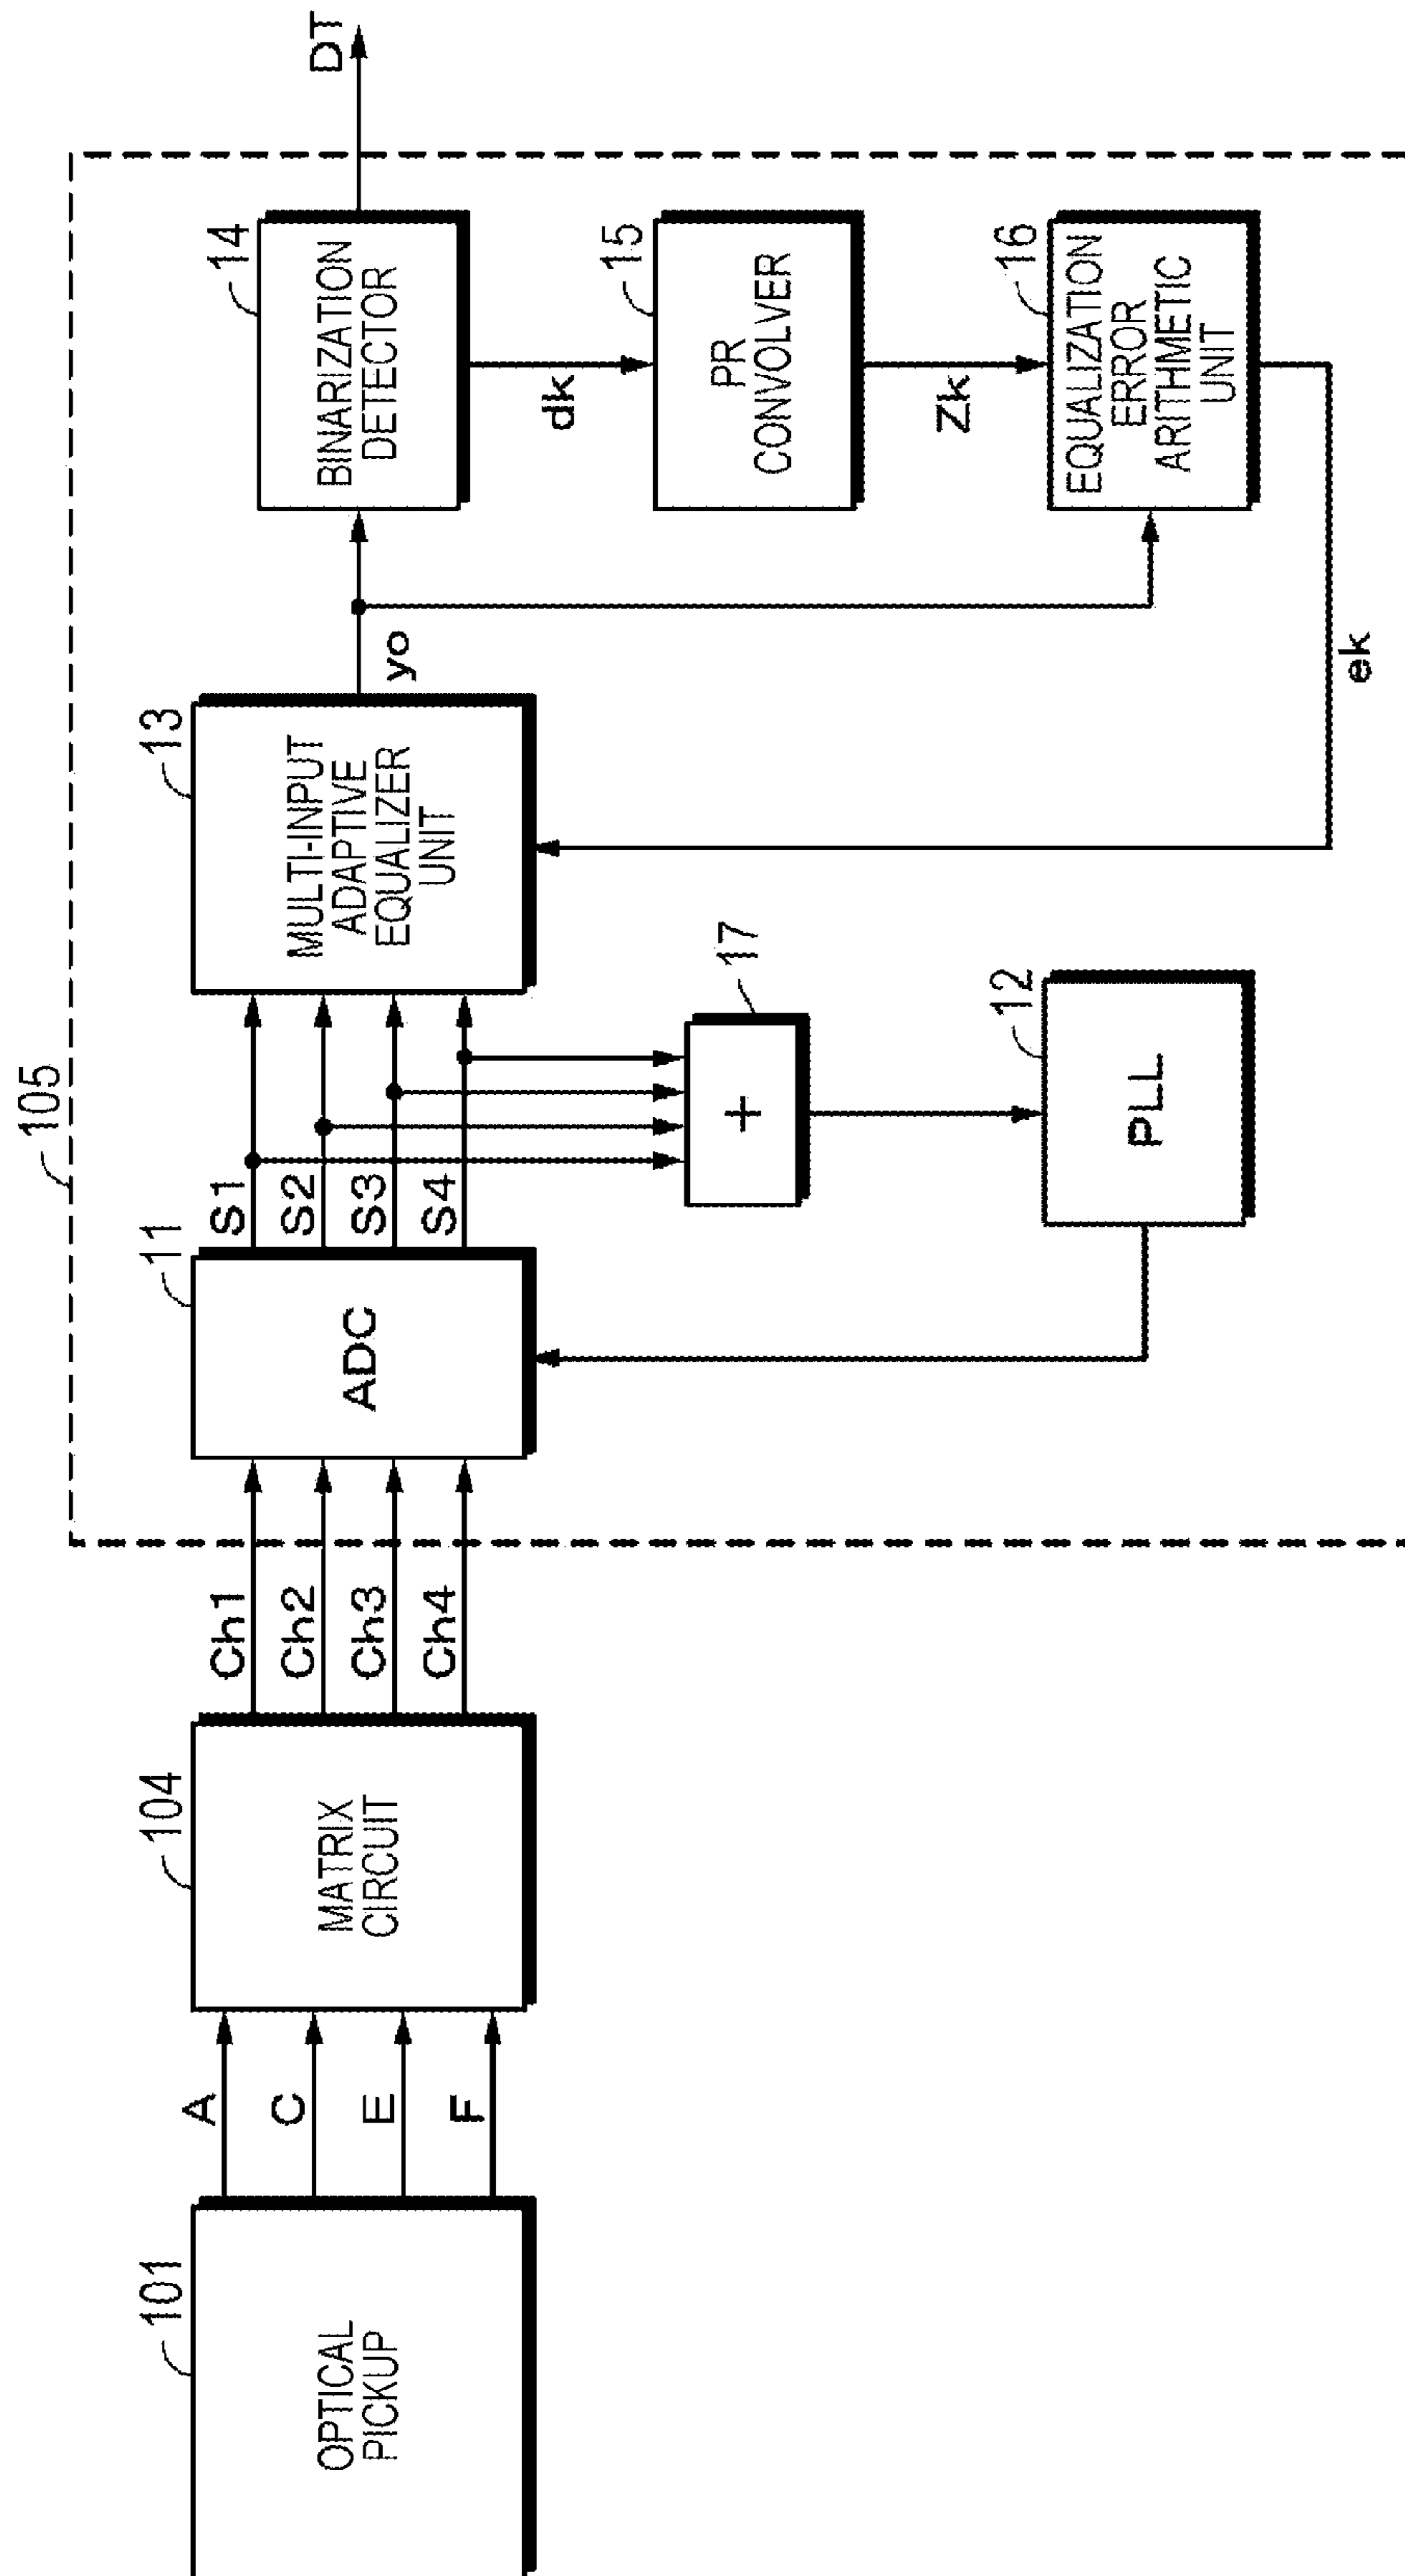 105
101
OPTICAL
PICKUP
A
C
E
F
104
MATRIX
CIRCUIT
Ch1
Ch2
Ch3
Ch4
11
ADC
S1
S2
S3
S4
17
+
12
PLL
13
MULTI-INPUT
ADAPTIVE
EQUALIZER
UNIT
yo
ek
14
BINARIZATION
DETECTOR
DT
dk
15
PR
CONVOLVER
Zk
16
EQUALIZATION
ERROR
ARITHMETIC
UNIT